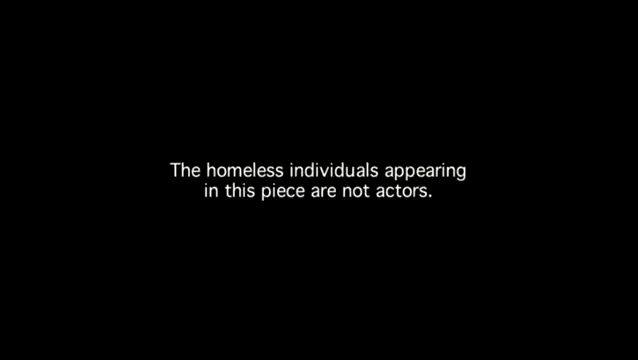 The homeless individuals appearing
in this piece are not actors.